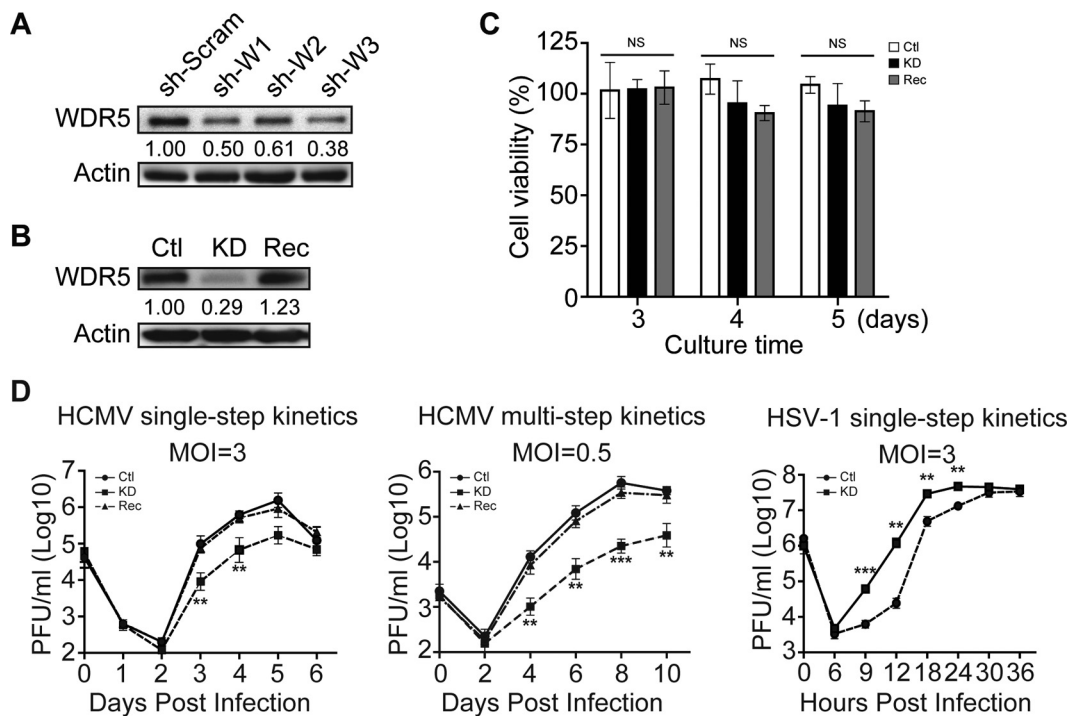 A
sh-Scram sh-W1 sh-W2 sh-W3
WDR5
1.00 0.50 0.61 0.38
Actin
B
Ctl KD Rec
WDR5
1.00 0.29 1.23
Actin
C
125
100
75
50
25
0
Cell viability (%)
NS NS NS
Ctl
KD
Rec
3 4 5 (days)
Culture time
D
HCMV single-step kinetics
MOI=3
7
6
5
4
3
2
PFU/ml (Log10)
Ctl
KD
Rec
**
**
0 1 2 3 4 5 6
Days Post Infection
HCMV multi-step kinetics
MOI=0.5
6
5
4
3
2
PFU/ml (Log10)
Ctl
KD
Rec
**
**
***
**
0 2 4 6 8 10
Days Post Infection
HSV-1 single-step kinetics
MOI=3
8
7
6
5
4
3
PFU/ml (Log10)
Ctl
KD
***
**
**
**
0 6 9 12 18 24 30 36
Hours Post Infection